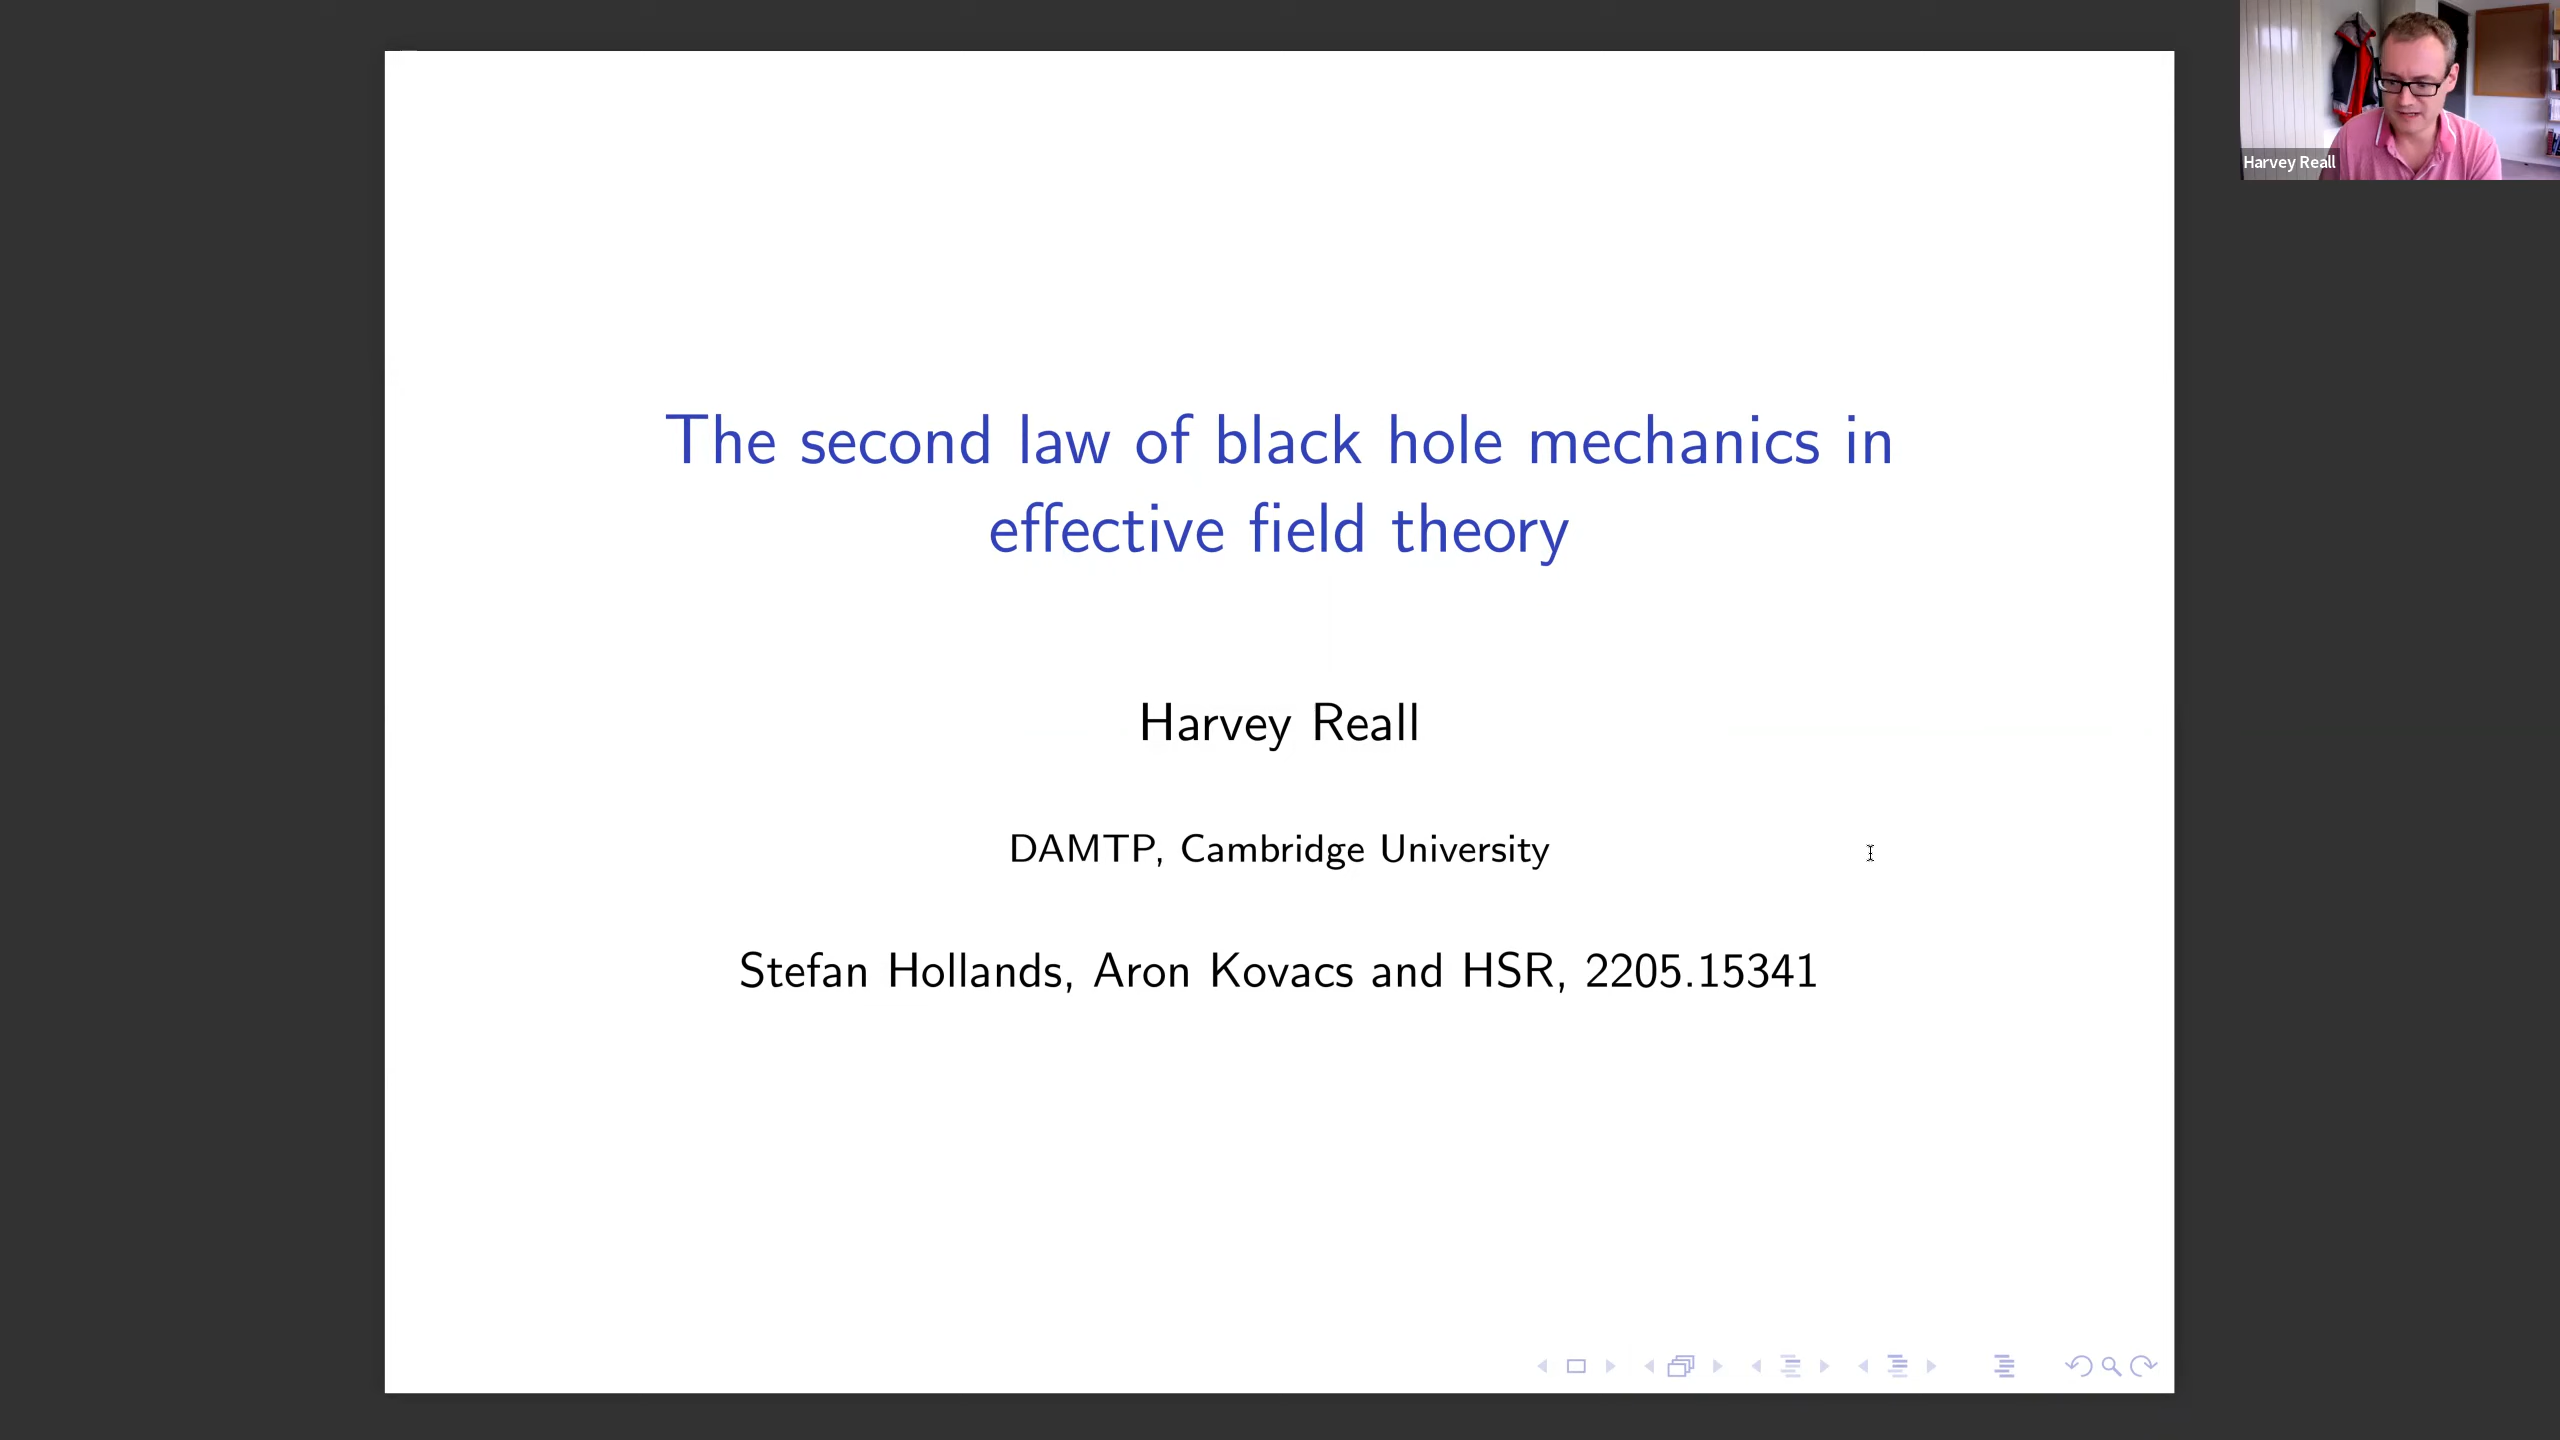 The second law of black hole mechanics in
effective field theory
Harvey Reall
DAMTP, Cambridge University
Stefan Hollands, Aron Kovacs and HSR, 2205.15341
Harvey Reall